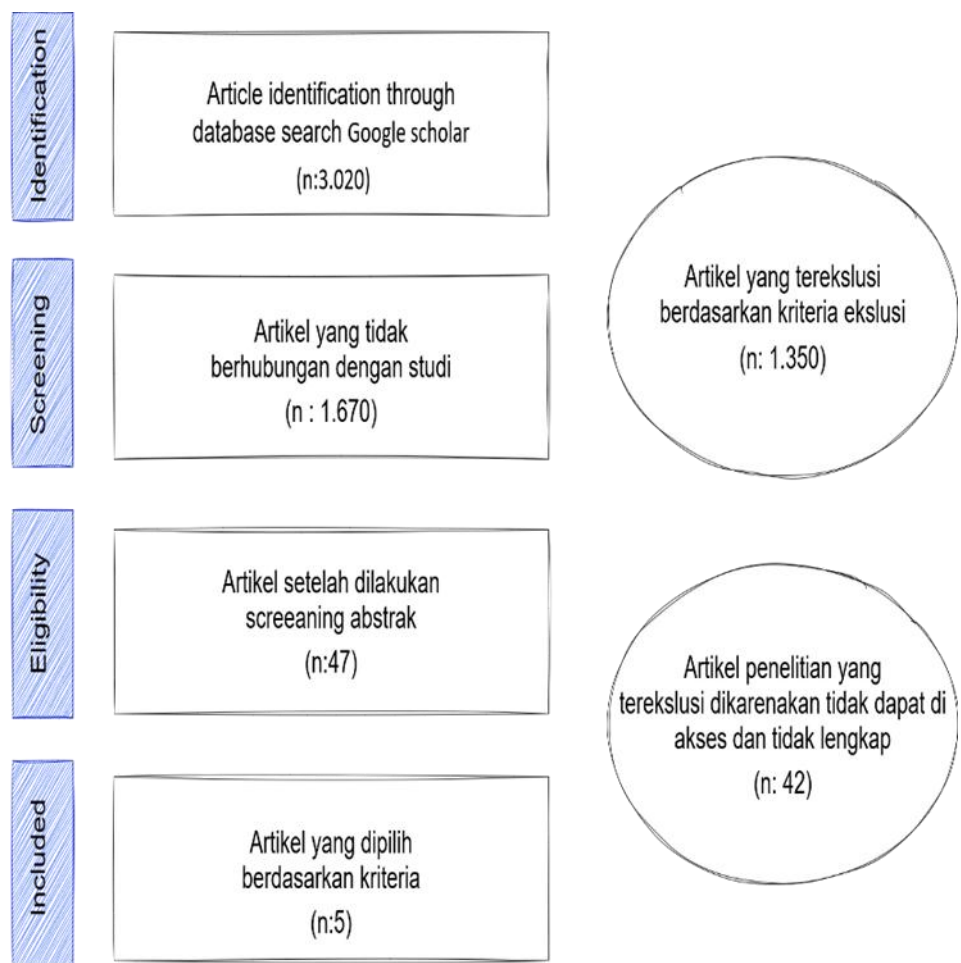 Identification
Article identification through
database search Google scholar
(n:3.020)
Screening
Artikel yang tidak
berhubungan dengan studi
(n : 1.670)
Artikel yang terekslusi
berdasarkan kriteria ekslusi
(n: 1.350)
Eligibility
Artikel setelah dilakukan
screeaning abstrak
(n:47)
Artikel penelitian yang
terekslusi dikarenakan tidak dapat di
akses dan tidak lengkap
(n: 42)
Included
Artikel yang dipilih
berdasarkan kriteria
(n:5)